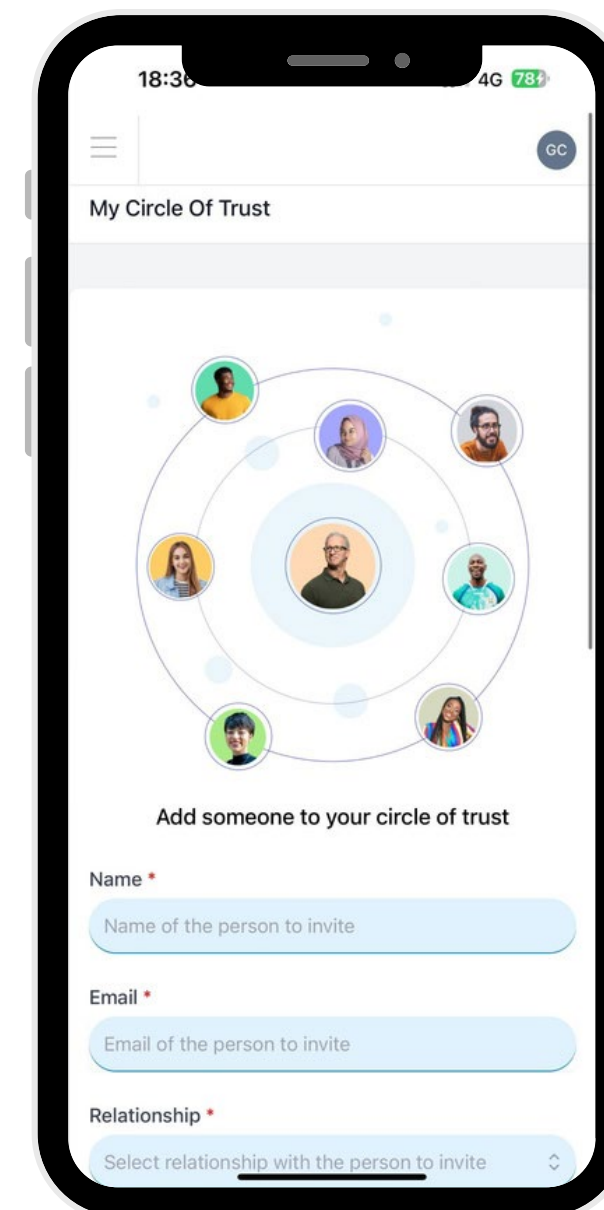 18:36
4G 78
GC
My Circle Of Trust
Add someone to your circle of trust
Name *
Name of the person to invite
Email *
Email of the person to invite
Relationship *
Select relationship with the person to invite